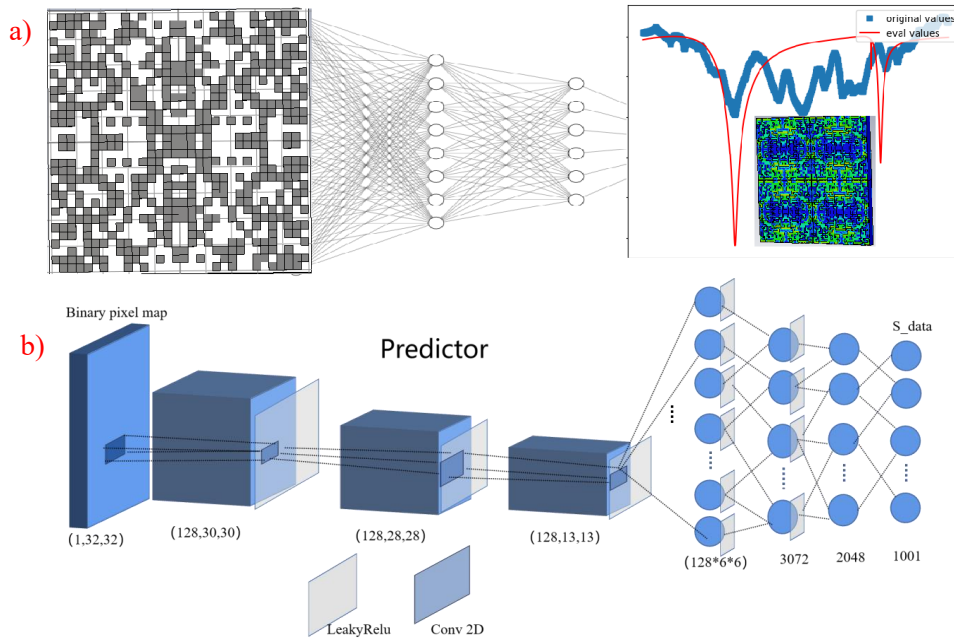 a)
original values
eval values
b)
Binary pixel map
Predictor
S_data
(1,32,32)
(128,30,30)
(128,28,28)
(128,13,13)
(128*6*6)
3072
2048
1001
LeakyRelu
Conv 2D